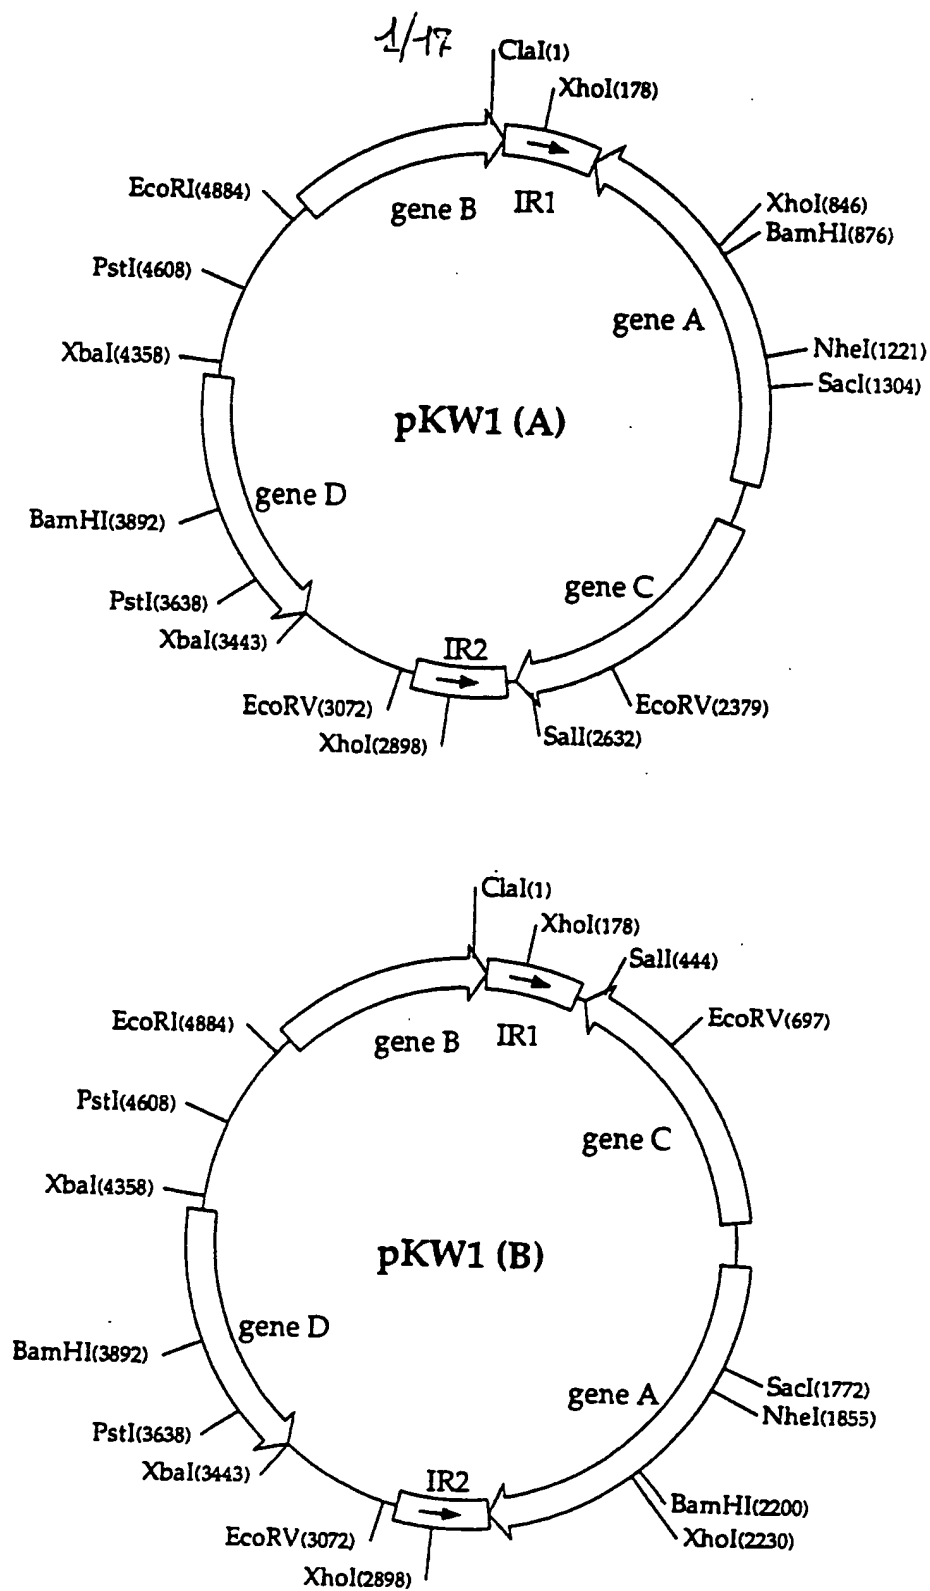 1/17
ClaI(1)
XhoI(178)
EcoRI(4884)
gene B
IR1
XhoI(846)
BamHI(876)
PstI(4608)
gene A
XbaI(4358)
NheI(1221)
SacI(1304)
pKW1 (A)
gene D
BamHI(3892)
gene C
PstI(3638)
XbaI(3443)
IR2
EcoRV(3072)
EcoRV(2379)
XhoI(2898)
SalI(2632)
ClaI(1)
XhoI(178)
SalI(444)
EcoRI(4884)
EcoRV(697)
gene B
IR1
PstI(4608)
gene C
XbaI(4358)
pKW1 (B)
gene D
BamHI(3892)
SacI(1772)
gene A
NheI(1855)
PstI(3638)
XbaI(3443)
IR2
BamHI(2200)
EcoRV(3072)
XhoI(2230)
XhoI(2898)